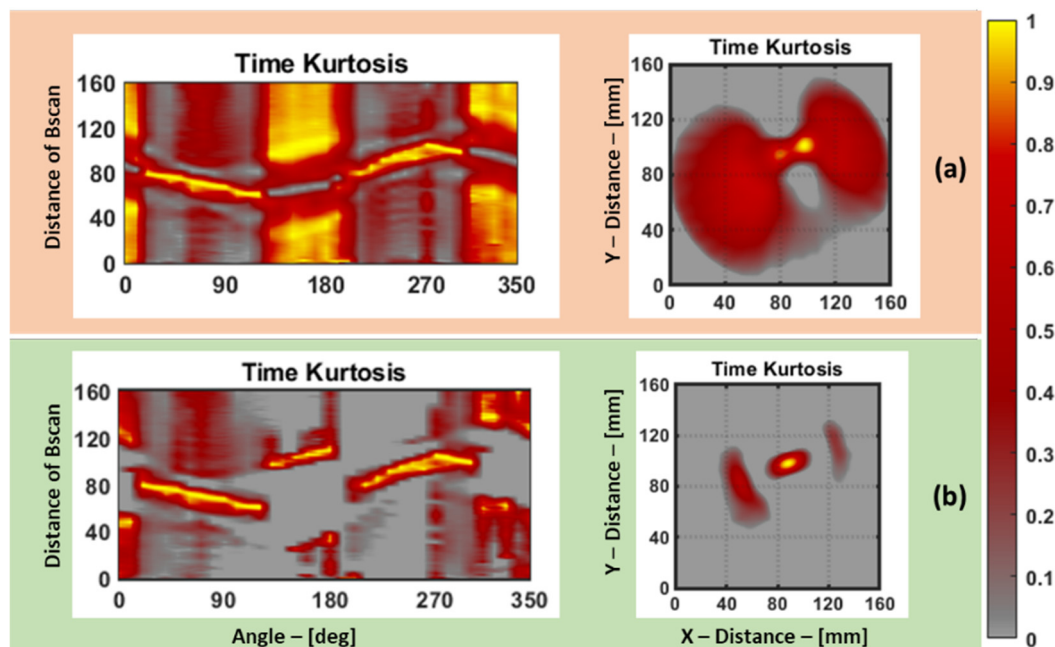 Time Kurtosis
Distance of Bscan
160
120
80
40
0
0 90 180 270 350
Time Kurtosis
Y – Distance – [mm]
160
120
80
40
0
0 40 80 120 160
(a)
1
0.9
0.8
0.7
0.6
0.5
0.4
0.3
0.2
0.1
0
Time Kurtosis
Distance of Bscan
160
120
80
40
0
0 90 180 270 350
Angle – [deg]
Time Kurtosis
Y – Distance – [mm]
160
120
80
40
0
0 40 80 120 160
X – Distance – [mm]
(b)